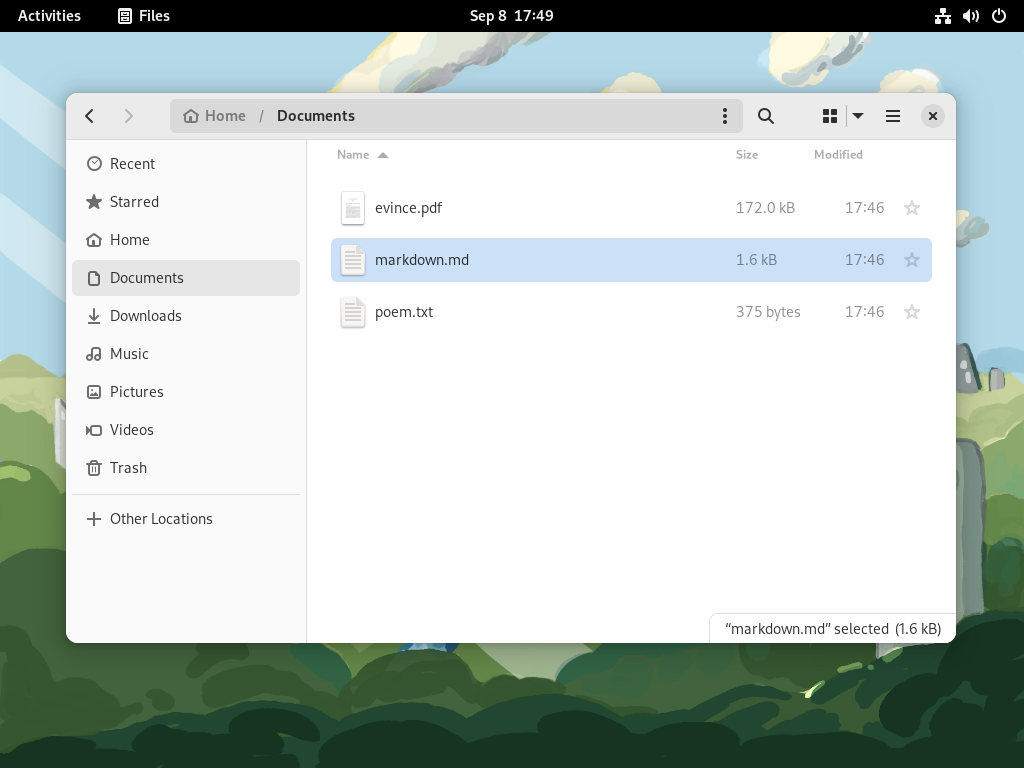 Activities Files Sep 8 17:49
Home / Documents
Name Size Modified
Recent
Starred
Home
Documents
Downloads
Music
Pictures
Videos
Trash
Other Locations
evince.pdf 172.0 kB 17:46
markdown.md 1.6 kB 17:46
poem.txt 375 bytes 17:46
“markdown.md” selected (1.6 kB)